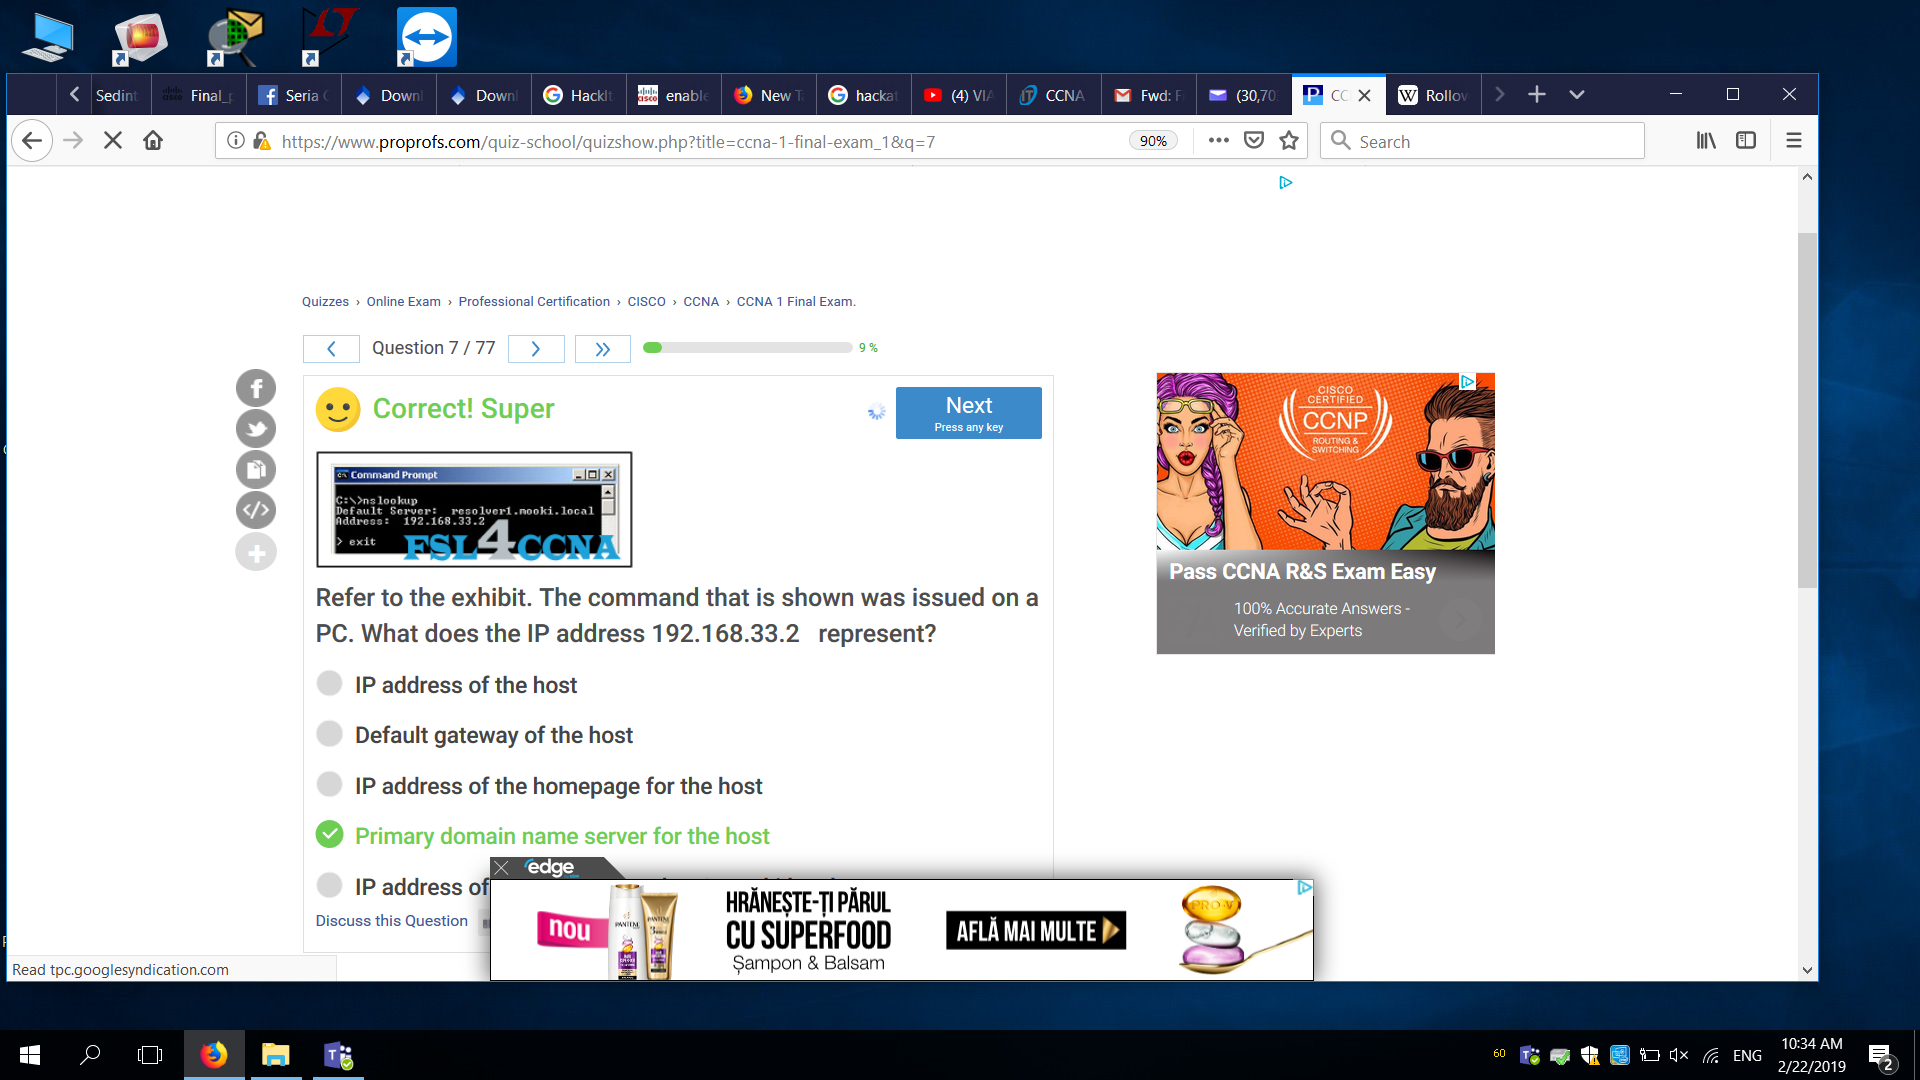 Sedint
Final_p
Seria C
Downl
Downl
HackIt
enable
New T
hackat
(4) VIA
CCNA
Fwd: F
(30,70
CC
Rollov
https://www.proprofs.com/quiz-school/quizshow.php?title=ccna-1-final-exam_1&q=7
90%
Search
Quizzes › Online Exam › Professional Certification › CISCO › CCNA › CCNA 1 Final Exam.
Question 7 / 77
9 %
Correct! Super
Next
Press any key
Command Prompt
C:\>nslookup
Default Server: resolver1.mooki.local
Address: 192.168.33.2
> exit
FSL4CCNA
Refer to the exhibit. The command that is shown was issued on a
PC. What does the IP address 192.168.33.2 represent?
IP address of the host
Default gateway of the host
IP address of the homepage for the host
Primary domain name server for the host
IP address of
Discuss this Question
CISCO
CERTIFIED
CCNP
ROUTING &
SWITCHING
Pass CCNA R&S Exam Easy
100% Accurate Answers -
Verified by Experts
edge
nou
PANTENE
PANTENE
HRĂNEȘTE-ȚI PĂRUL
CU SUPERFOOD
Șampon & Balsam
AFLĂ MAI MULTE
PRO-V
Read tpc.googlesyndication.com
60
ENG
10:34 AM
2/22/2019
2